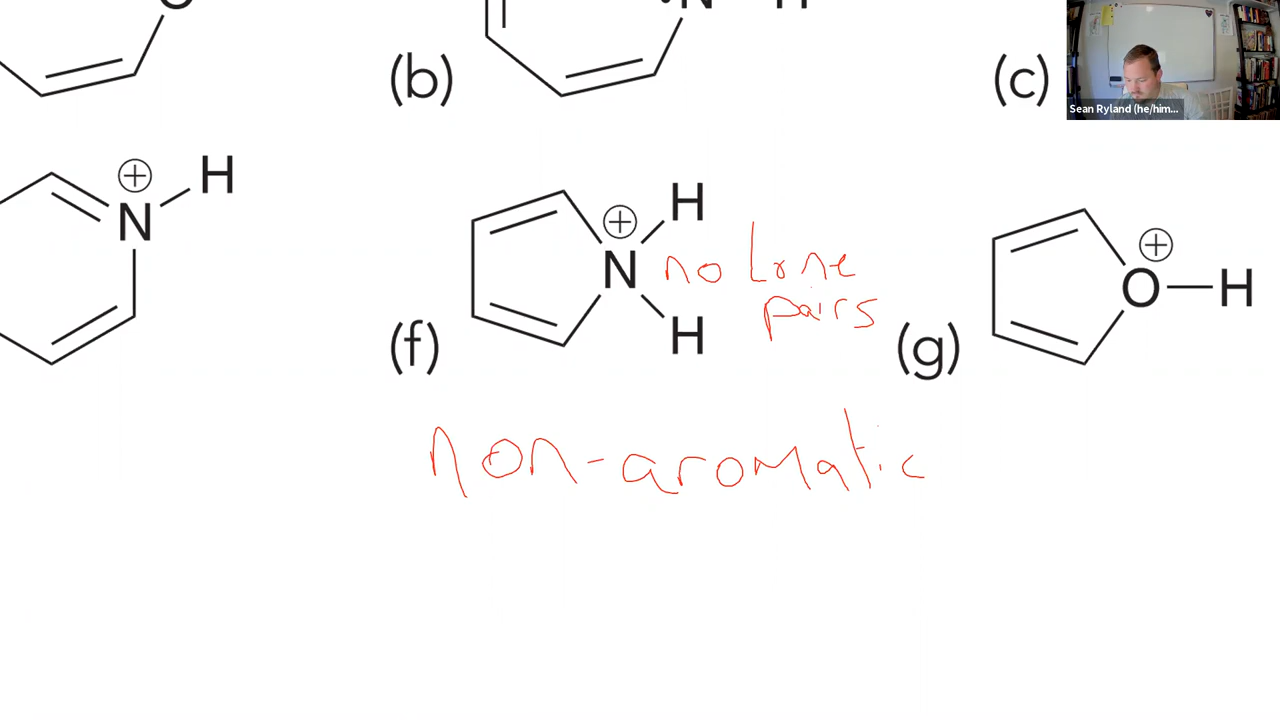 (b)
(c)
Sean Ryland (he/him...
⊕
H
N
⊕
H
N
H
no Lone
pairs
⊕
O
H
(f)
(g)
non-aromatic